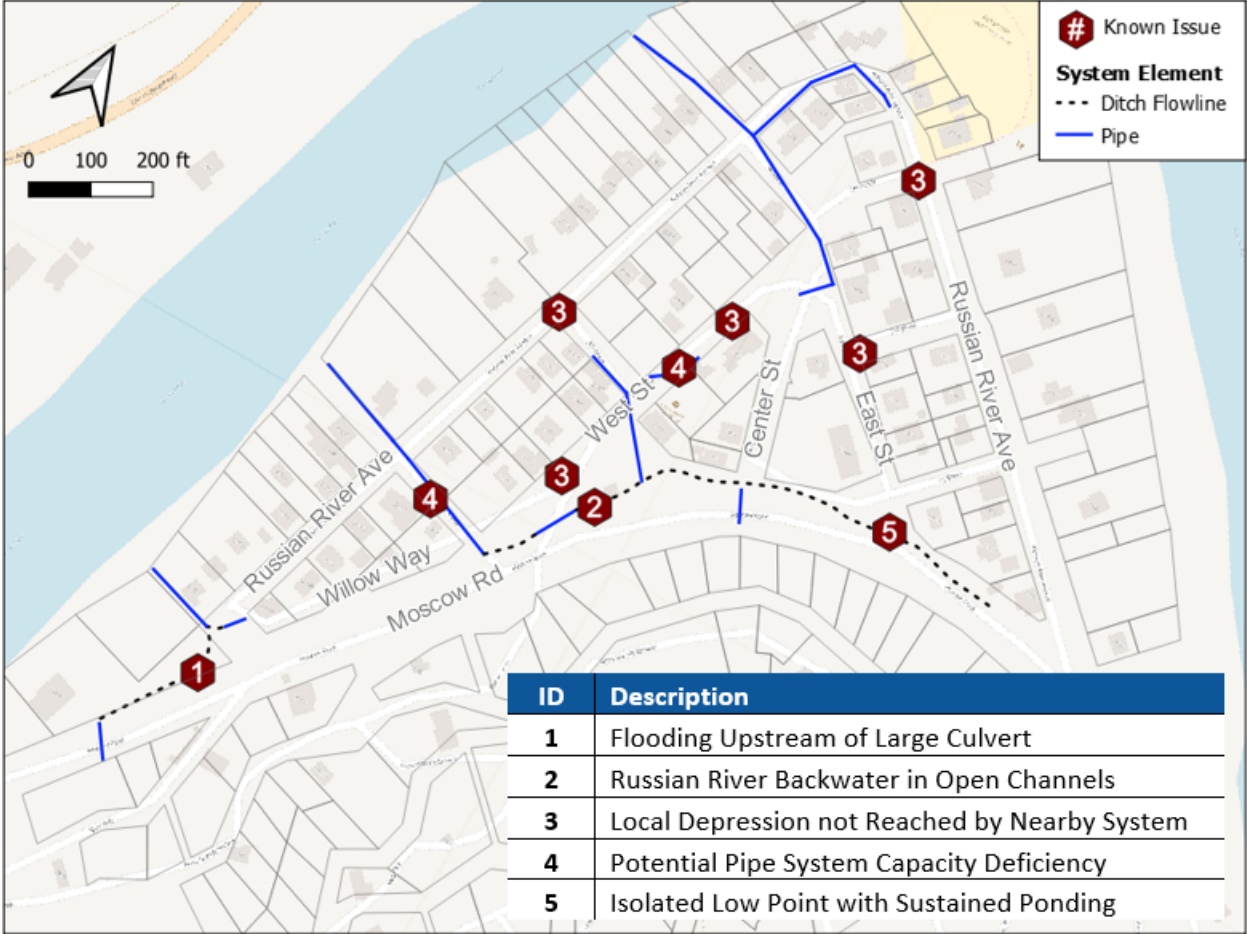 # Known Issue
System Element
Ditch Flowline
Pipe
0 100 200 ft
3
3
3
4
3
Russian River Ave
Center St
East St
West St
3
4
2
5
Russian River Ave
Willow Way
Moscow Rd
1
ID Description
1 Flooding Upstream of Large Culvert
2 Russian River Backwater in Open Channels
3 Local Depression not Reached by Nearby System
4 Potential Pipe System Capacity Deficiency
5 Isolated Low Point with Sustained Ponding